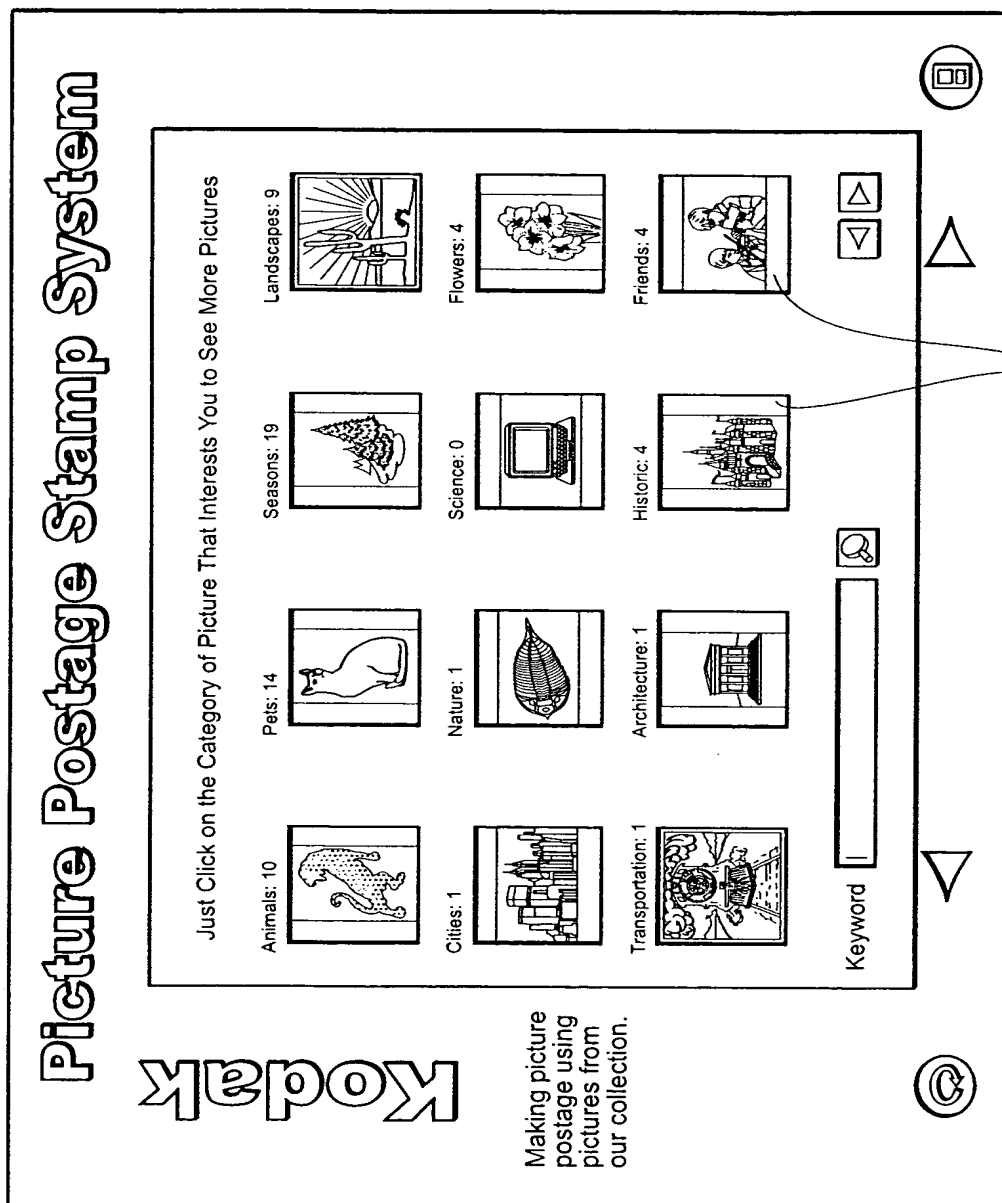 Picture Postage Stamp System
Kodak
Making picture
postage using
pictures from
our collection.
Just Click on the Category of Picture That Interests You to See More Pictures
Animals: 10
Pets: 14
Seasons: 19
Landscapes: 9
Cities: 1
Nature: 1
Science: 0
Flowers: 4
Transportation: 1
Architecture: 1
Historic: 4
Friends: 4
Keyword